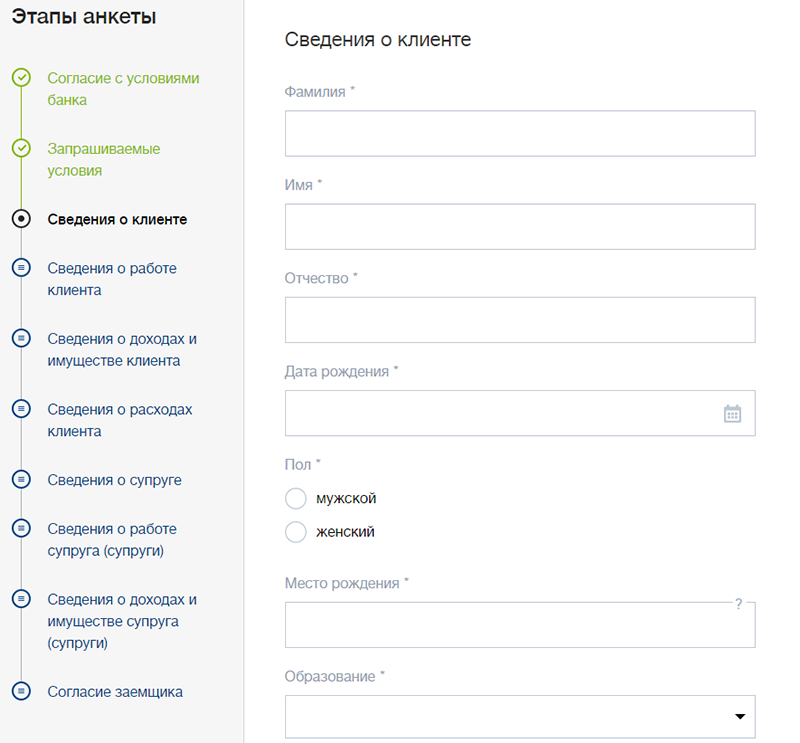 Этапы анкеты
Согласие с условиями
банка
Запрашиваемые
условия
Сведения о клиенте
Сведения о работе
клиента
Сведения о доходах и
имуществе клиента
Сведения о расходах
клиента
Сведения о супруге
Сведения о работе
супруга (супруги)
Сведения о доходах и
имуществе супруга
(супруги)
Согласие заемщика
Сведения о клиенте
Фамилия *
Имя *
Отчество *
Дата рождения *
Пол *
мужской
женский
Место рождения *
?
Образование *